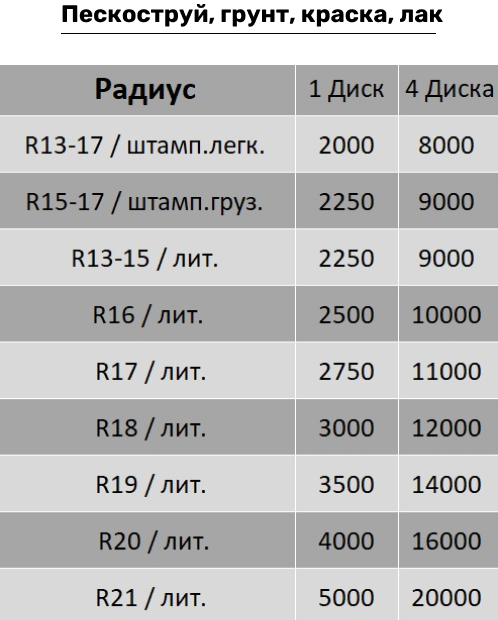 Пескоструй, грунт, краска, лак
Радиус 1 Диск 4 Диска
R13-17 / штамп.легк. 2000 8000
R15-17 / штамп.груз. 2250 9000
R13-15 / лит. 2250 9000
R16 / лит. 2500 10000
R17 / лит. 2750 11000
R18 / лит. 3000 12000
R19 / лит. 3500 14000
R20 / лит. 4000 16000
R21 / лит. 5000 20000